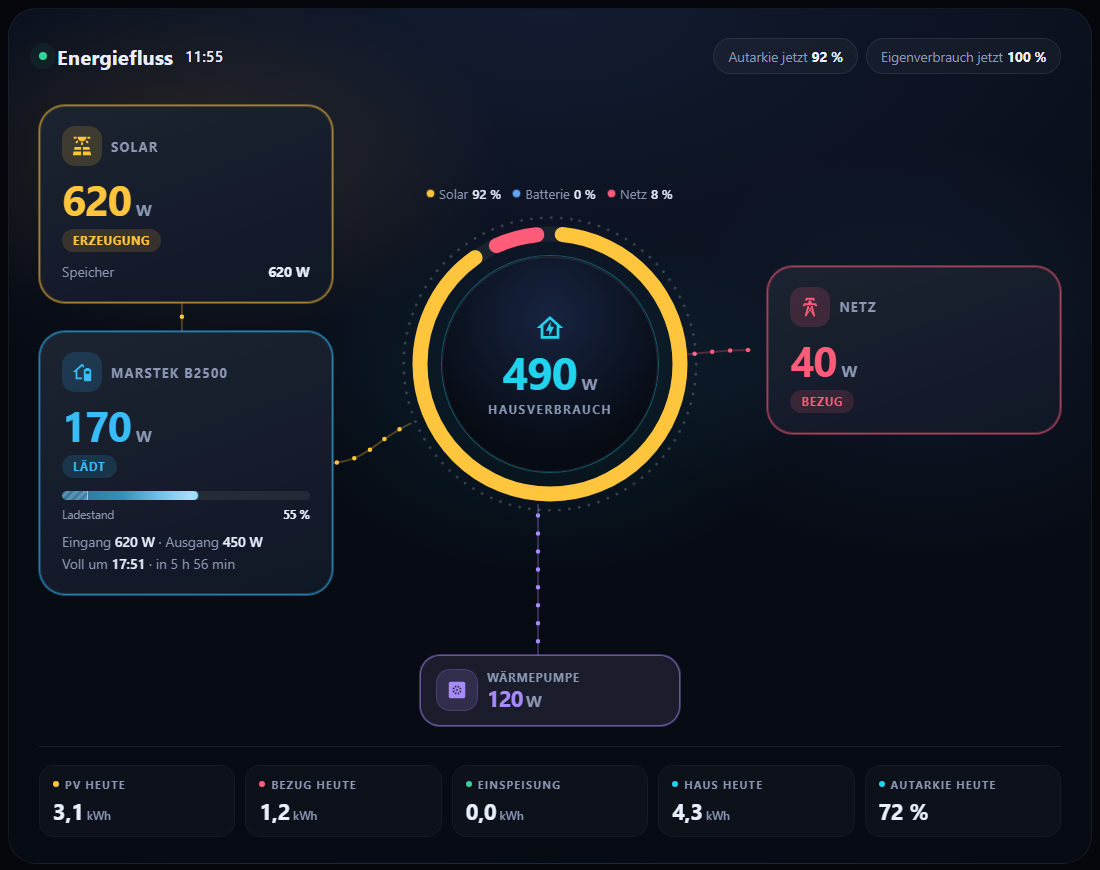 Energiefluss 11:55
Autarkie jetzt 92 %
Eigenverbrauch jetzt 100 %
SOLAR
620 W
ERZEUGUNG
Speicher 620 W
Solar 92 % Batterie 0 % Netz 8 %
MARSTEK B2500
170 W
LÄDT
Ladestand 55 %
Eingang 620 W · Ausgang 450 W
Voll um 17:51 · in 5 h 56 min
490 W
HAUSVERBRAUCH
NETZ
40 W
BEZUG
WÄRMEPUMPE
120 W
PV HEUTE
3,1 kWh
BEZUG HEUTE
1,2 kWh
EINSPEISUNG
0,0 kWh
HAUS HEUTE
4,3 kWh
AUTARKIE HEUTE
72 %